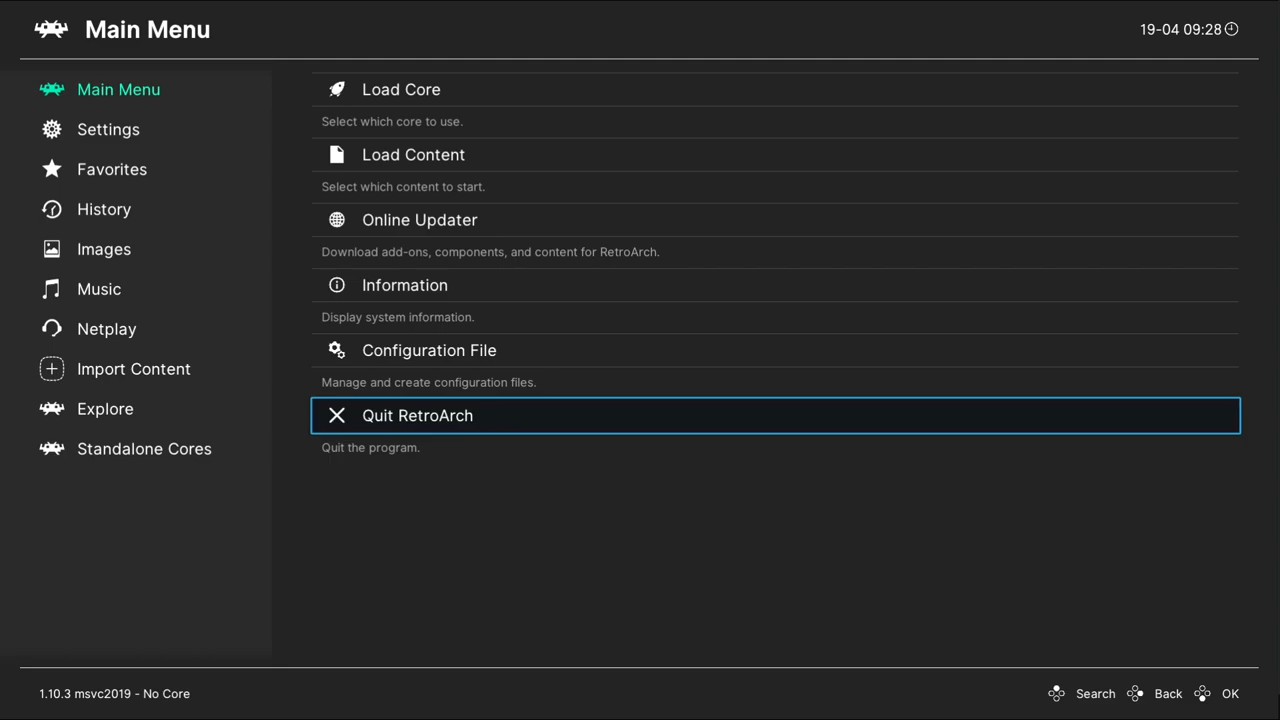 Main Menu
19-04 09:28
Main Menu
Settings
Favorites
History
Images
Music
Netplay
Import Content
Explore
Standalone Cores
Load Core
Select which core to use.
Load Content
Select which content to start.
Online Updater
Download add-ons, components, and content for RetroArch.
Information
Display system information.
Configuration File
Manage and create configuration files.
Quit RetroArch
Quit the program.
1.10.3 msvc2019 - No Core
Search Back OK